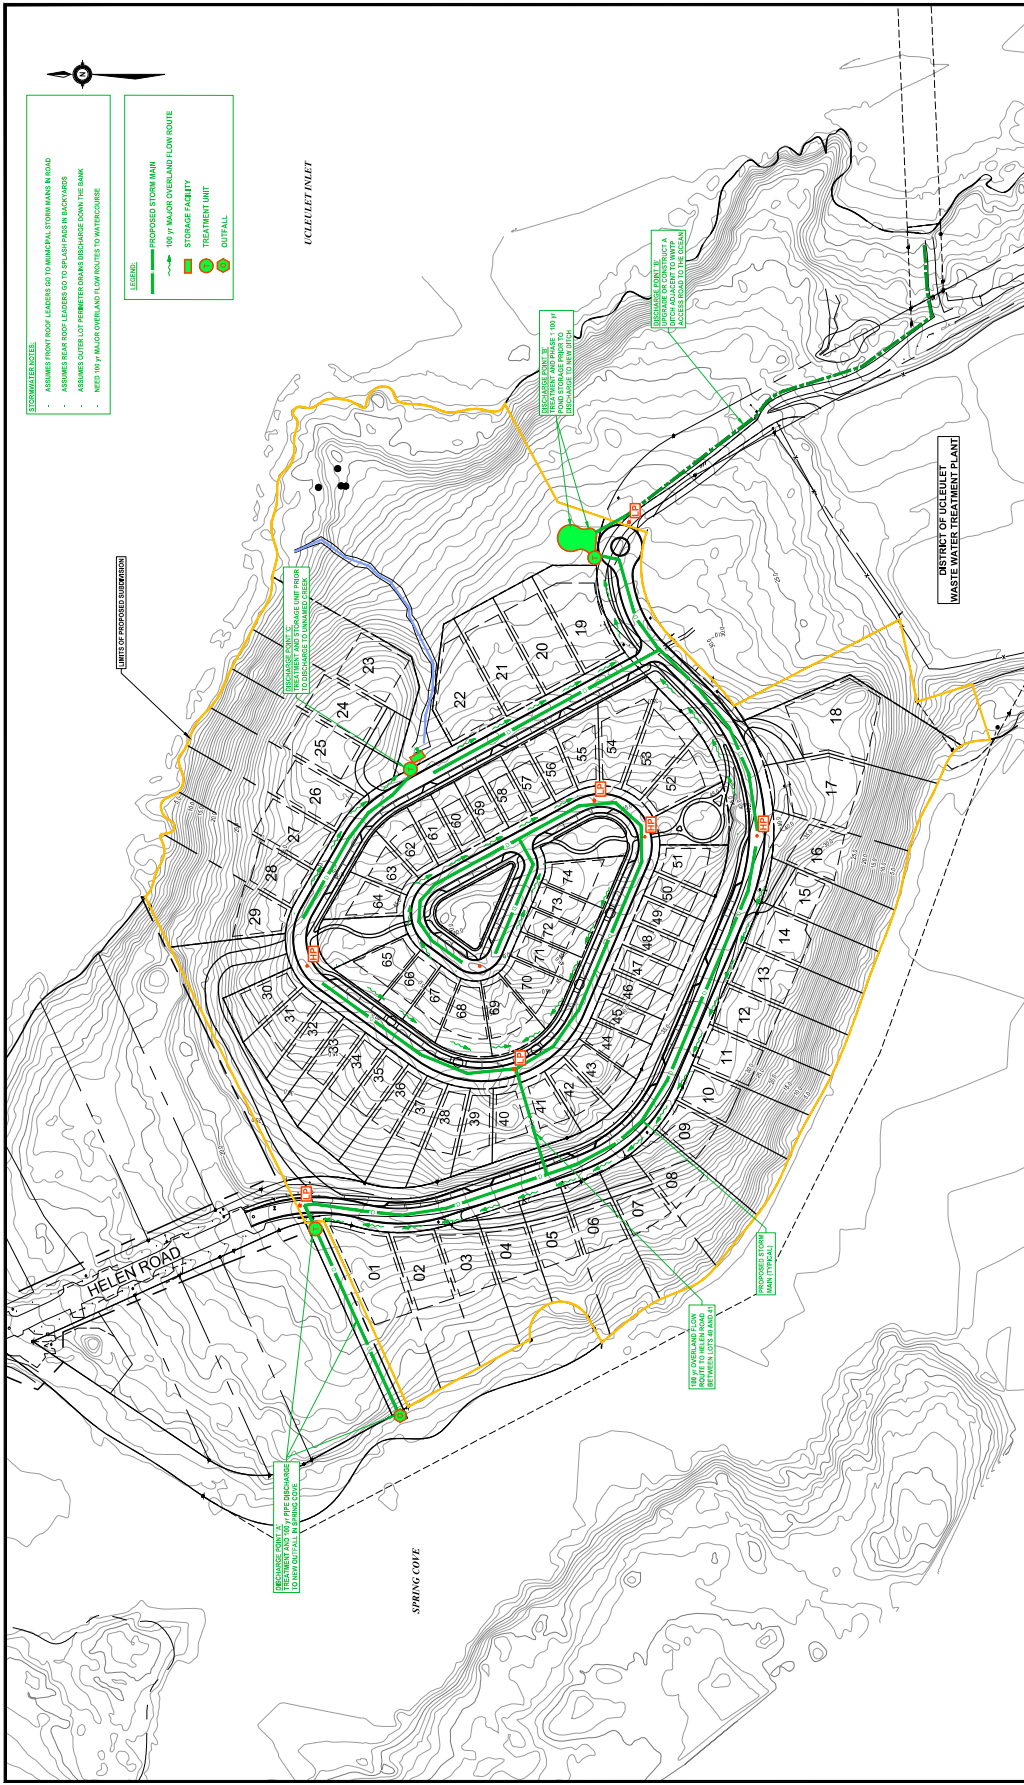 STORMWATER NOTES:
- ASSUMES FRONT ROOF LEADERS GO TO MUNICIPAL STORM MAINS IN ROAD
- ASSUMES REAR ROOF LEADERS GO TO SPLASH PADS IN BACKYARDS
- ASSUMES OUTER LOT PERIMETER DRAINS DISCHARGE DOWN THE BANK
- NEED 100 yr MAJOR OVERLAND FLOW ROUTES TO WATERCOURSE
LEGEND:
PROPOSED STORM MAIN
100 yr MAJOR OVERLAND FLOW ROUTE
STORAGE FACILITY
TREATMENT UNIT
OUTFALL
N
UCLEULET INLET
LIMITS OF PROPOSED SUBDIVISION
DISCHARGE POINT 'C'
TREATMENT AND STORAGE UNIT PRIOR
TO DISCHARGE TO UNNAMED CREEK
DISCHARGE POINT 'B'
TREATMENT AND PHASE 1 100 yr
POND STORAGE PRIOR TO
DISCHARGE TO NEW DITCH
UPGRADE OR CONSTRUCT A
DITCH ADJACENT TO WWTP
ACCESS ROAD TO THE OCEAN
DISTRICT OF UCLEULET
WASTE WATER TREATMENT PLANT
HELEN ROAD
DISCHARGE POINT 'A'
TREATMENT AND 100 yr PIPE DISCHARGE
TO NEW OUTFALL IN SPRING COVE
SPRING COVE
100 yr OVERLAND FLOW
ROUTE TO HELEN ROAD
BETWEEN LOTS 40 AND 41
PROPOSED STORM
MAIN (TYPICAL)
01
02
03
04
05
06
07
08
09
10
11
12
13
14
15
16
17
18
19
20
21
22
23
24
25
26
27
28
29
30
31
32
33
34
35
36
37
38
39
40
41
42
43
44
45
46
47
48
49
50
51
52
53
54
55
56
57
58
59
60
61
62
63
64
65
66
67
68
69
70
71
72
73
74
LP
LP
LP
LP
HP
HP
HP